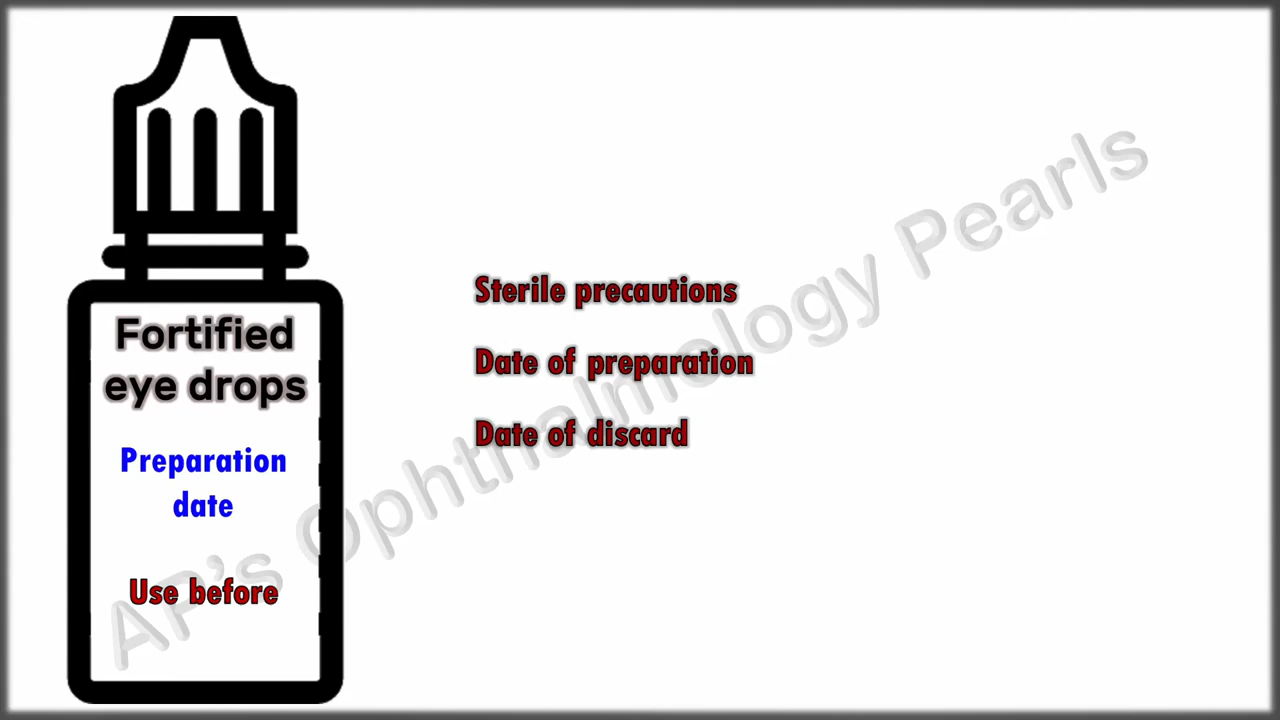 Fortified
eye drops
Preparation
date
Use before
Sterile precautions
Date of preparation
Date of discard
AP's Ophthalmology Pearls